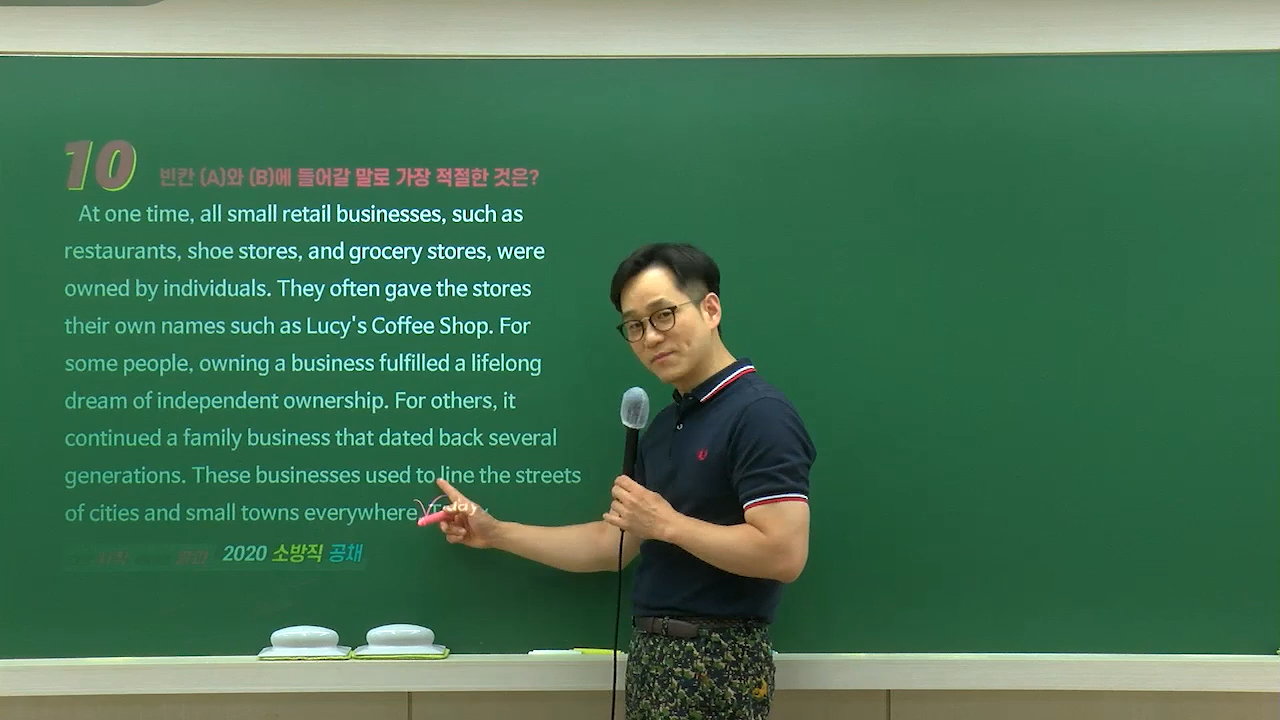 10
빈칸 (A)와 (B)에 들어갈 말로 가장 적절한 것은?
At one time, all small retail businesses, such as
restaurants, shoe stores, and grocery stores, were
owned by individuals. They often gave the stores
their own names such as Lucy's Coffee Shop. For
some people, owning a business fulfilled a lifelong
dream of independent ownership. For others, it
continued a family business that dated back several
generations. These businesses used to line the streets
of cities and small towns everywhere. Today,
2020 소방직 공채